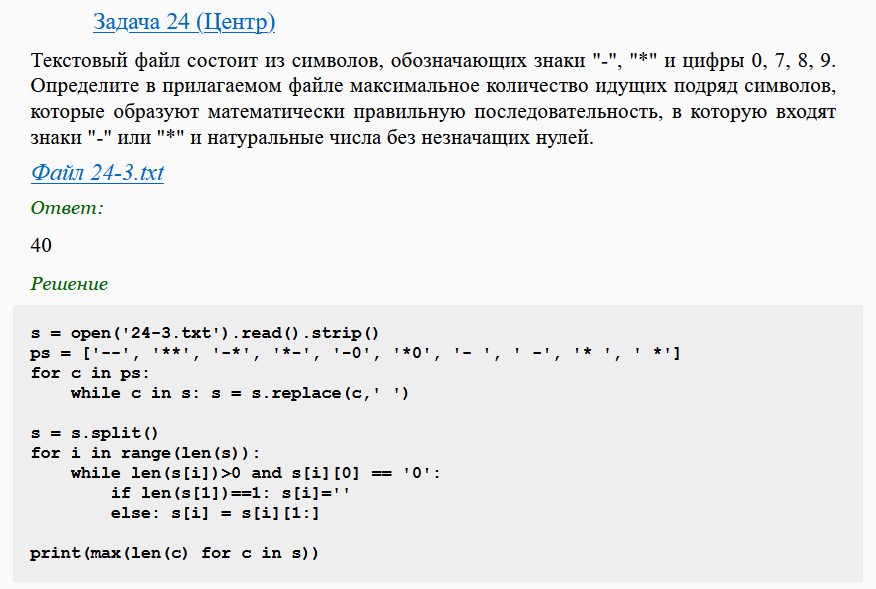 Задача 24 (Центр)
Текстовый файл состоит из символов, обозначающих знаки "-", "*" и цифры 0, 7, 8, 9.
Определите в прилагаемом файле максимальное количество идущих подряд символов,
которые образуют математически правильную последовательность, в которую входят
знаки "-" или "*" и натуральные числа без незначащих нулей.
Файл 24-3.txt
Ответ:
40
Решение
s = open('24-3.txt').read().strip()
ps = ['--', '**', '-*', '*-', '-0', '*0', '- ', ' -', '* ', ' *']
for c in ps:
    while c in s: s = s.replace(c,' ')
s = s.split()
for i in range(len(s)):
    while len(s[i])>0 and s[i][0] == '0':
        if len(s[1])==1: s[i]=''
        else: s[i] = s[i][1:]
print(max(len(c) for c in s))